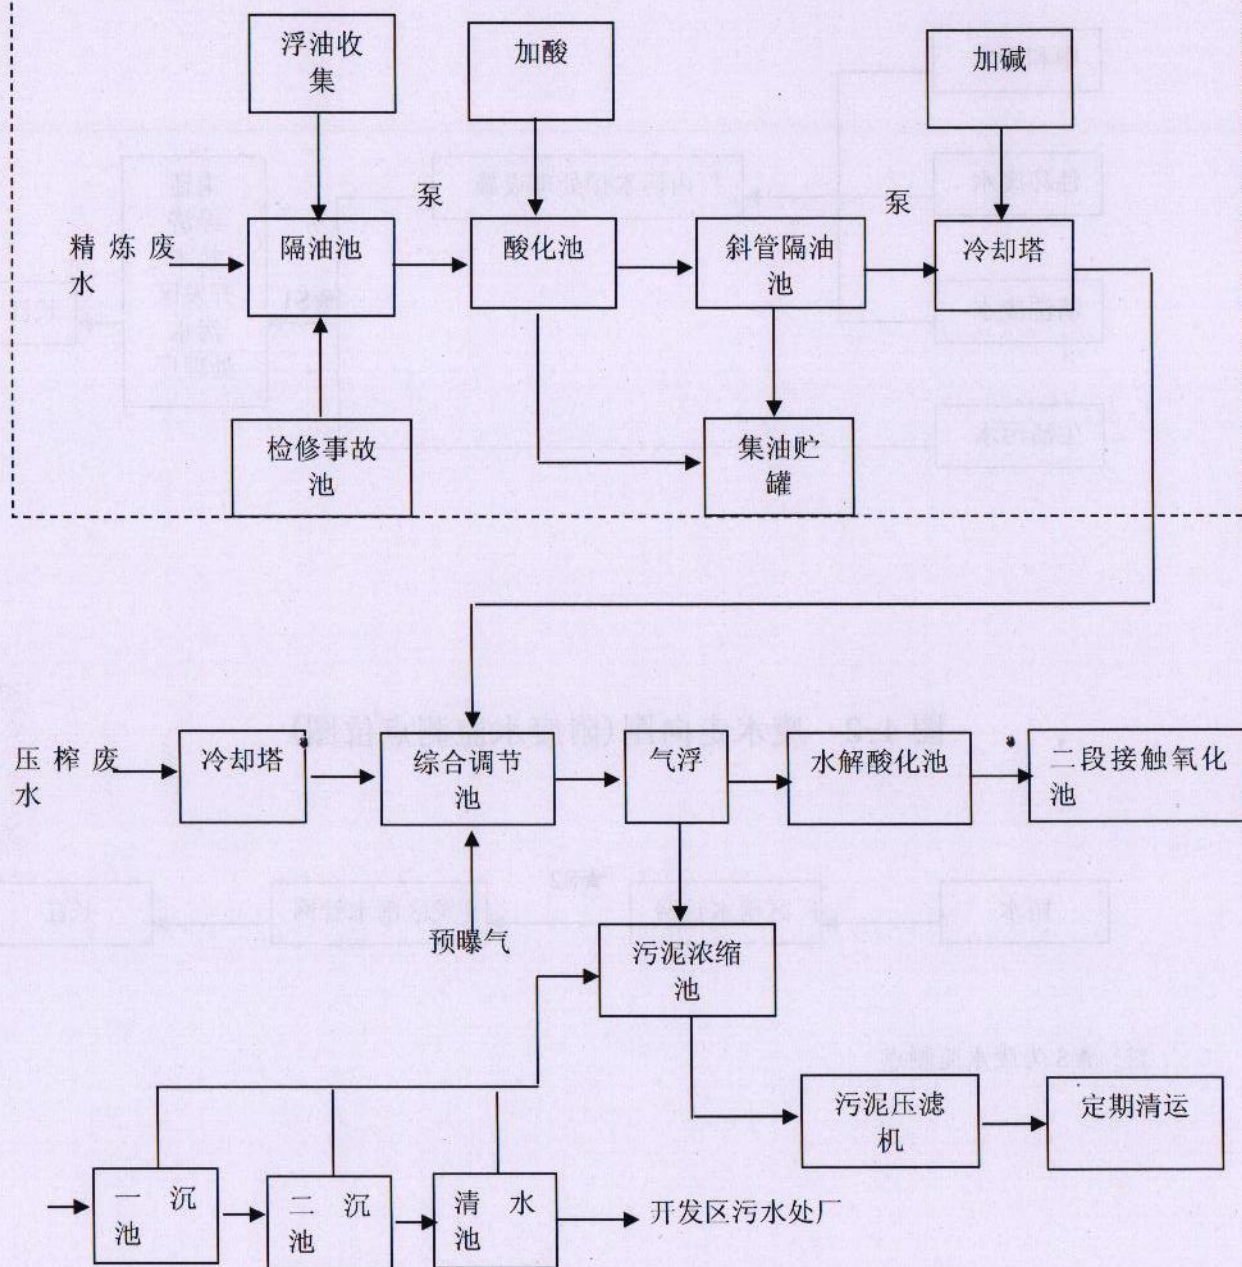 浮油收
集
加酸
加碱
泵
泵
精炼废
水
隔油池
酸化池
斜管隔油
池
冷却塔
检修事故
池
集油贮
罐
压榨废
水
冷却塔
综合调节
池
气浮
水解酸化池
二段接触氧化
池
预曝气
污泥浓缩
池
污泥压滤
机
定期清运
一沉
池
二沉
池
清水
池
开发区污水处厂